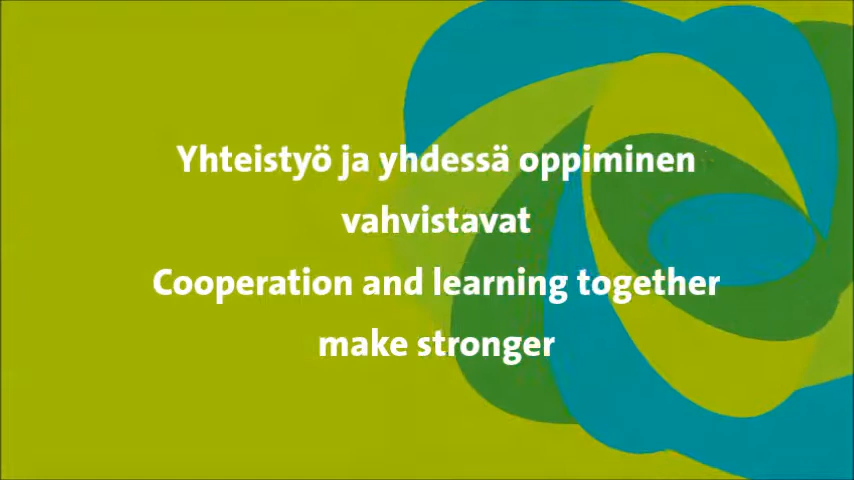 Yhteistyö ja yhdessä oppiminen
vahvistavat
Cooperation and learning together
make stronger